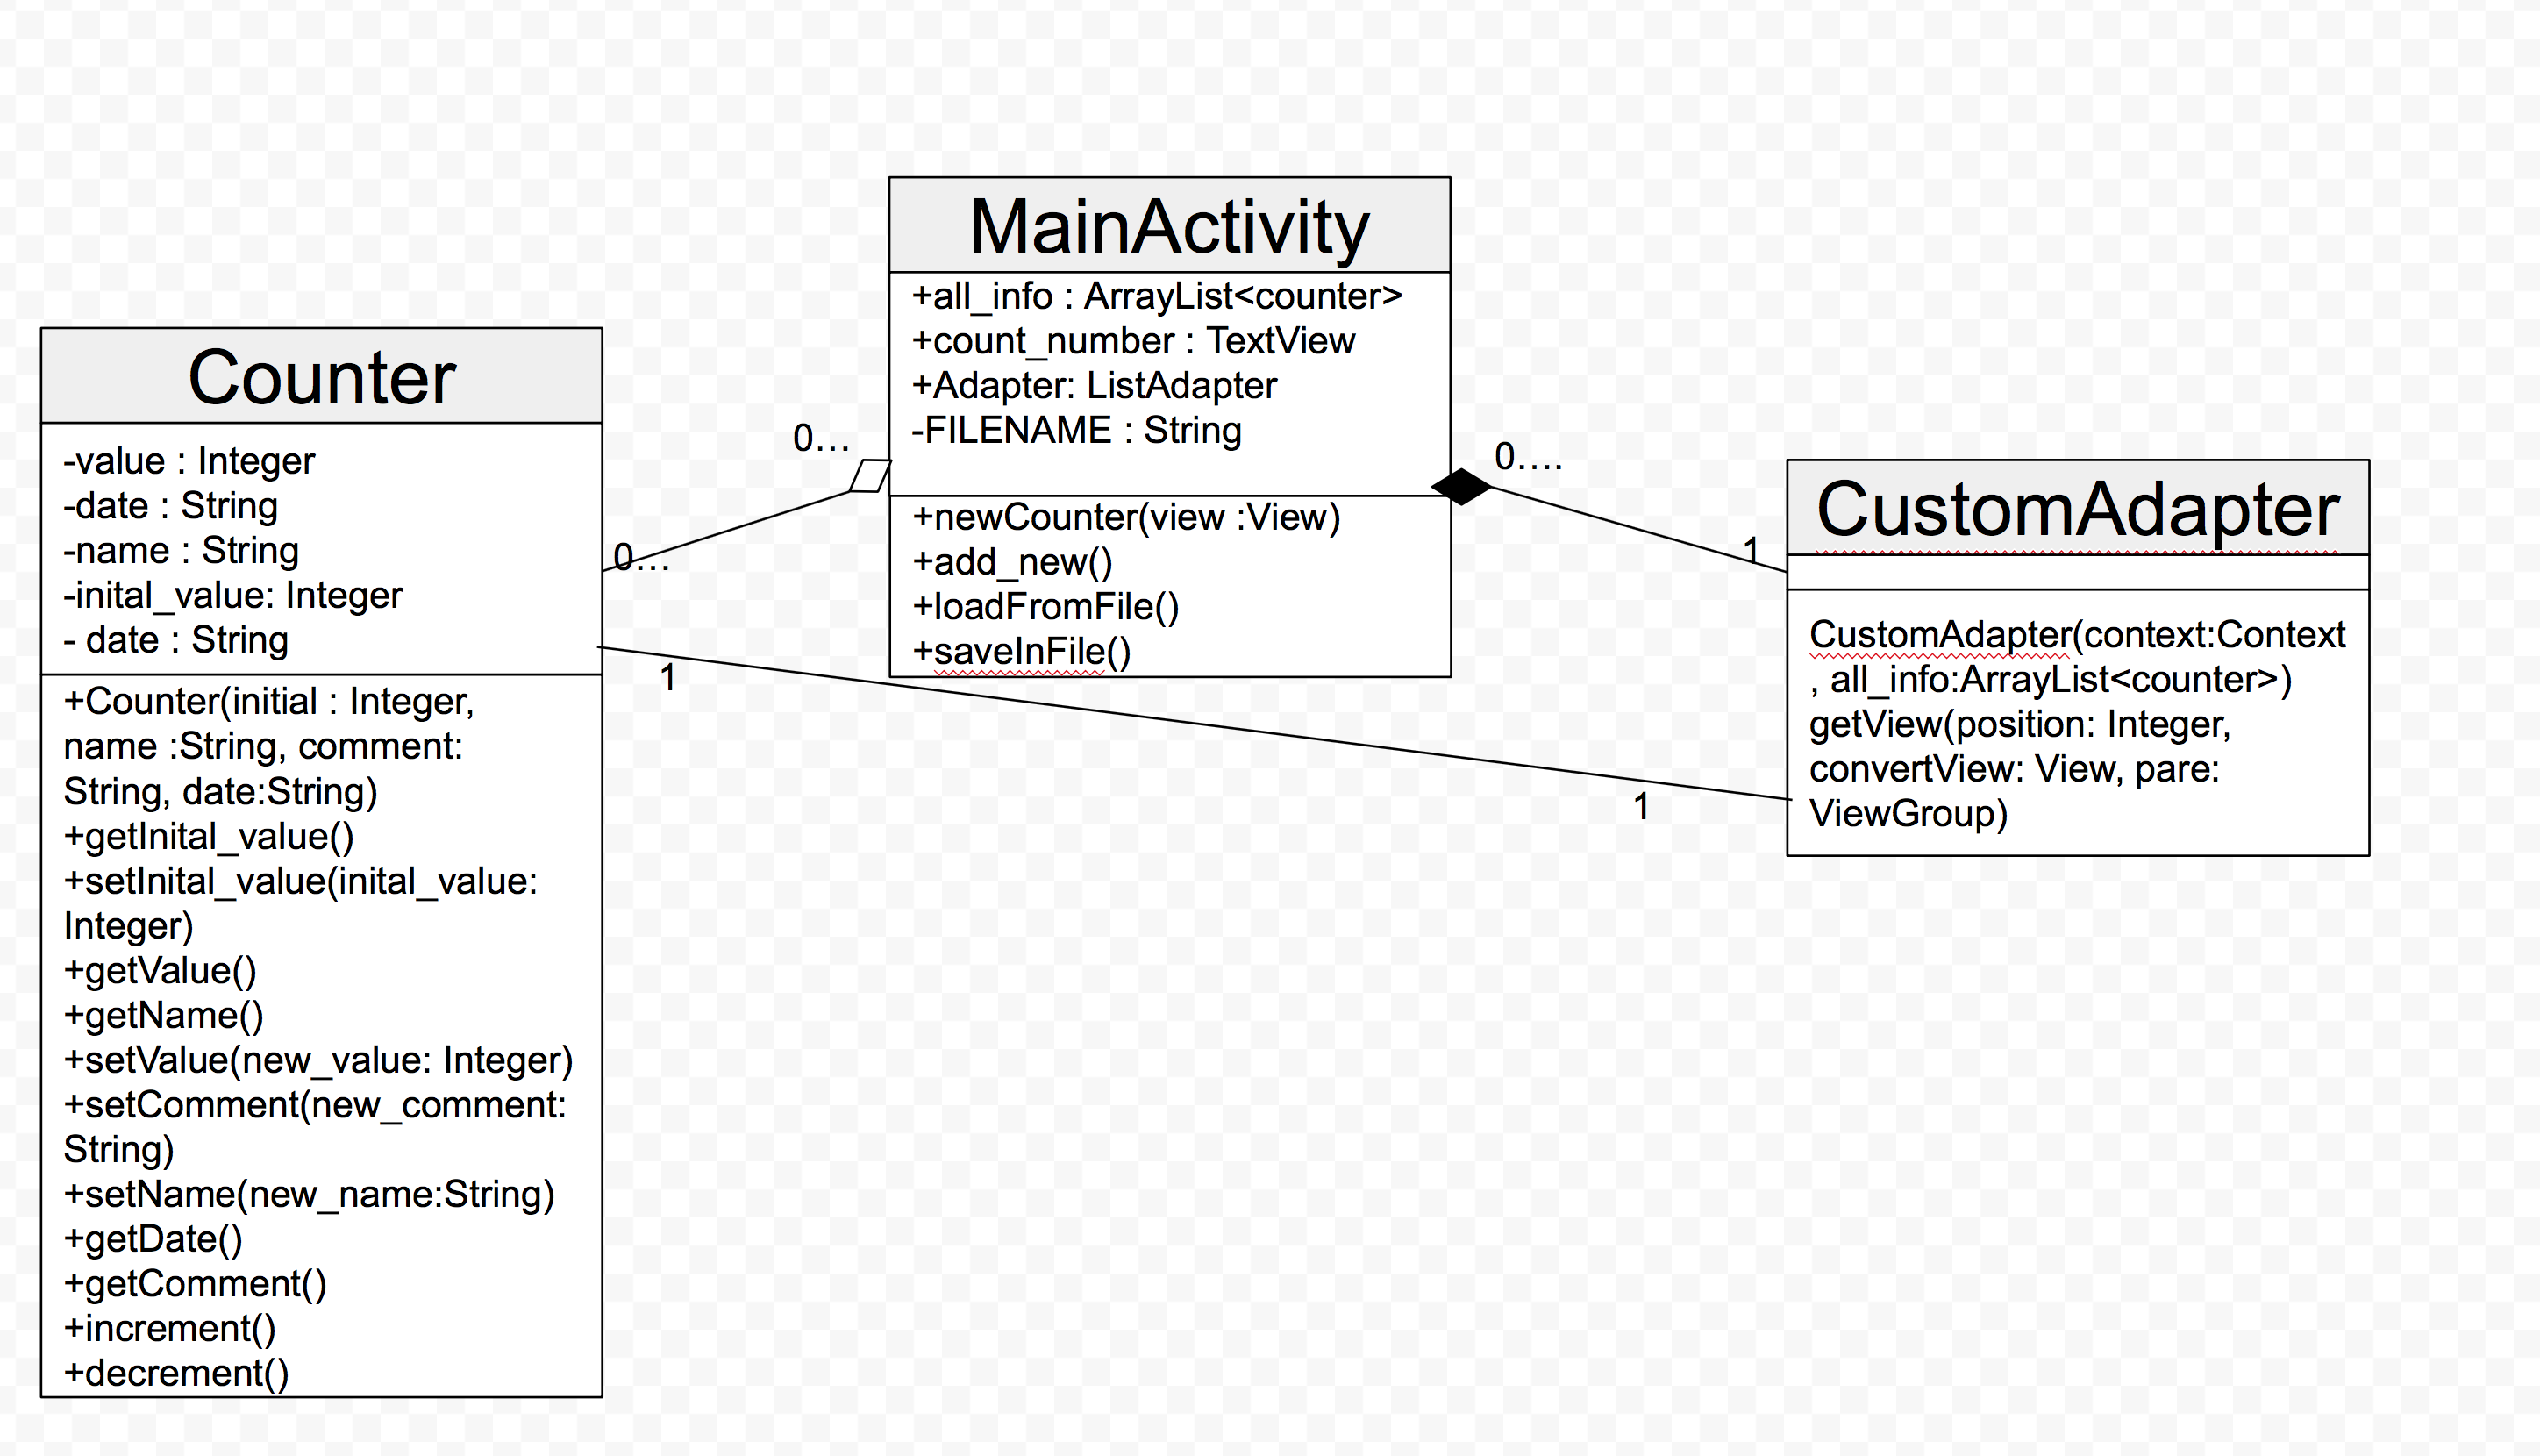 MainActivity
+all_info : ArrayList<counter>
+count_number : TextView
+Adapter: ListAdapter
-FILENAME : String
+newCounter(view :View)
+add_new()
+loadFromFile()
+saveInFile()
Counter
-value : Integer
-date : String
-name : String
-inital_value: Integer
- date : String
+Counter(initial : Integer,
name :String, comment:
String, date:String)
+getInital_value()
+setInital_value(inital_value:
Integer)
+getValue()
+getName()
+setValue(new_value: Integer)
+setComment(new_comment:
String)
+setName(new_name:String)
+getDate()
+getComment()
+increment()
+decrement()
0...
0...
1
1
0....
1
CustomAdapter
CustomAdapter(context:Context
, all_info:ArrayList<counter>)
getView(position: Integer,
convertView: View, pare:
ViewGroup)